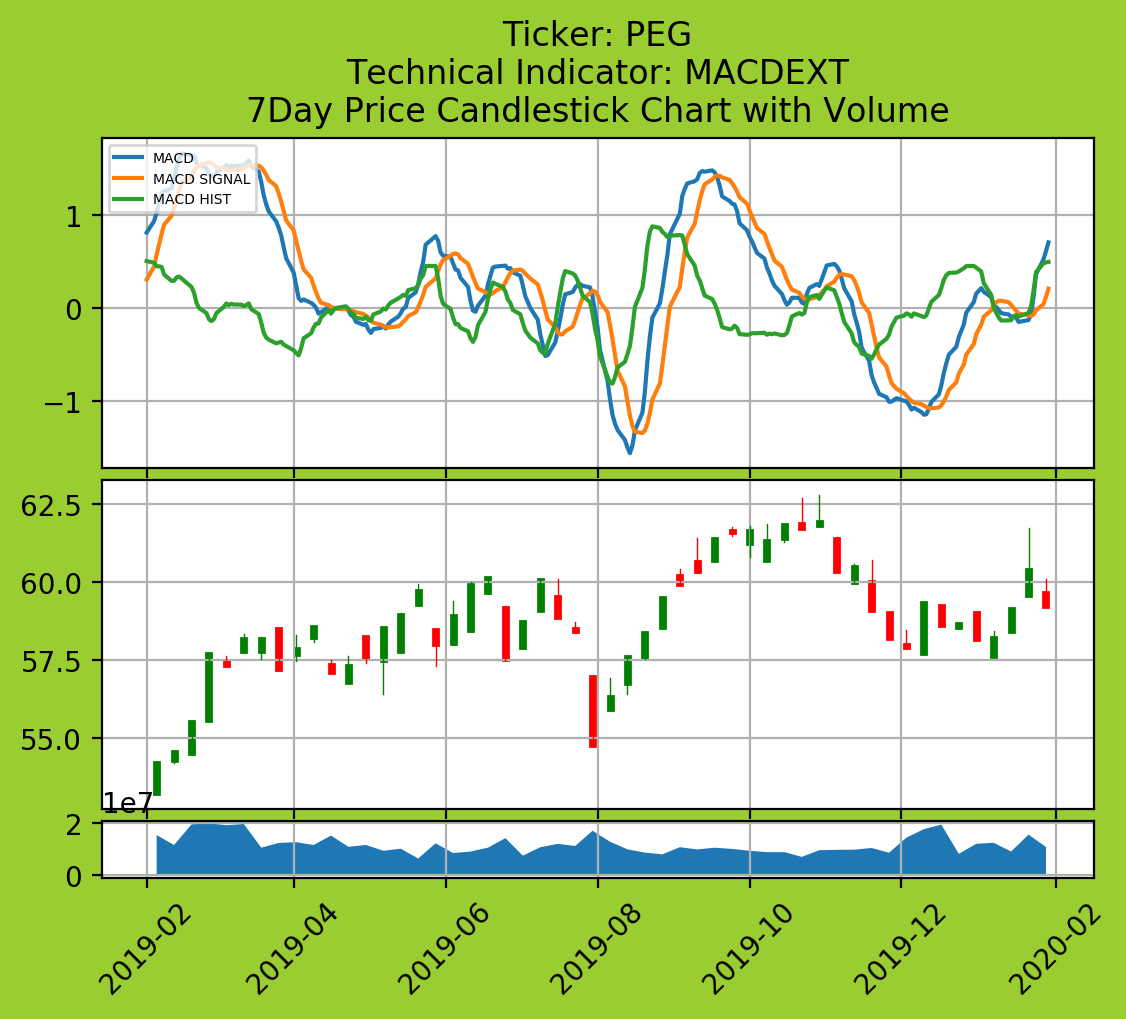 Ticker: PEG
Technical Indicator: MACDEXT
7Day Price Candlestick Chart with Volume
MACD
MACD SIGNAL
MACD HIST
1
0
−1
62.5
60.0
57.5
55.0
1e7
2
0
2019-02 2019-04 2019-06 2019-08 2019-10 2019-12 2020-02